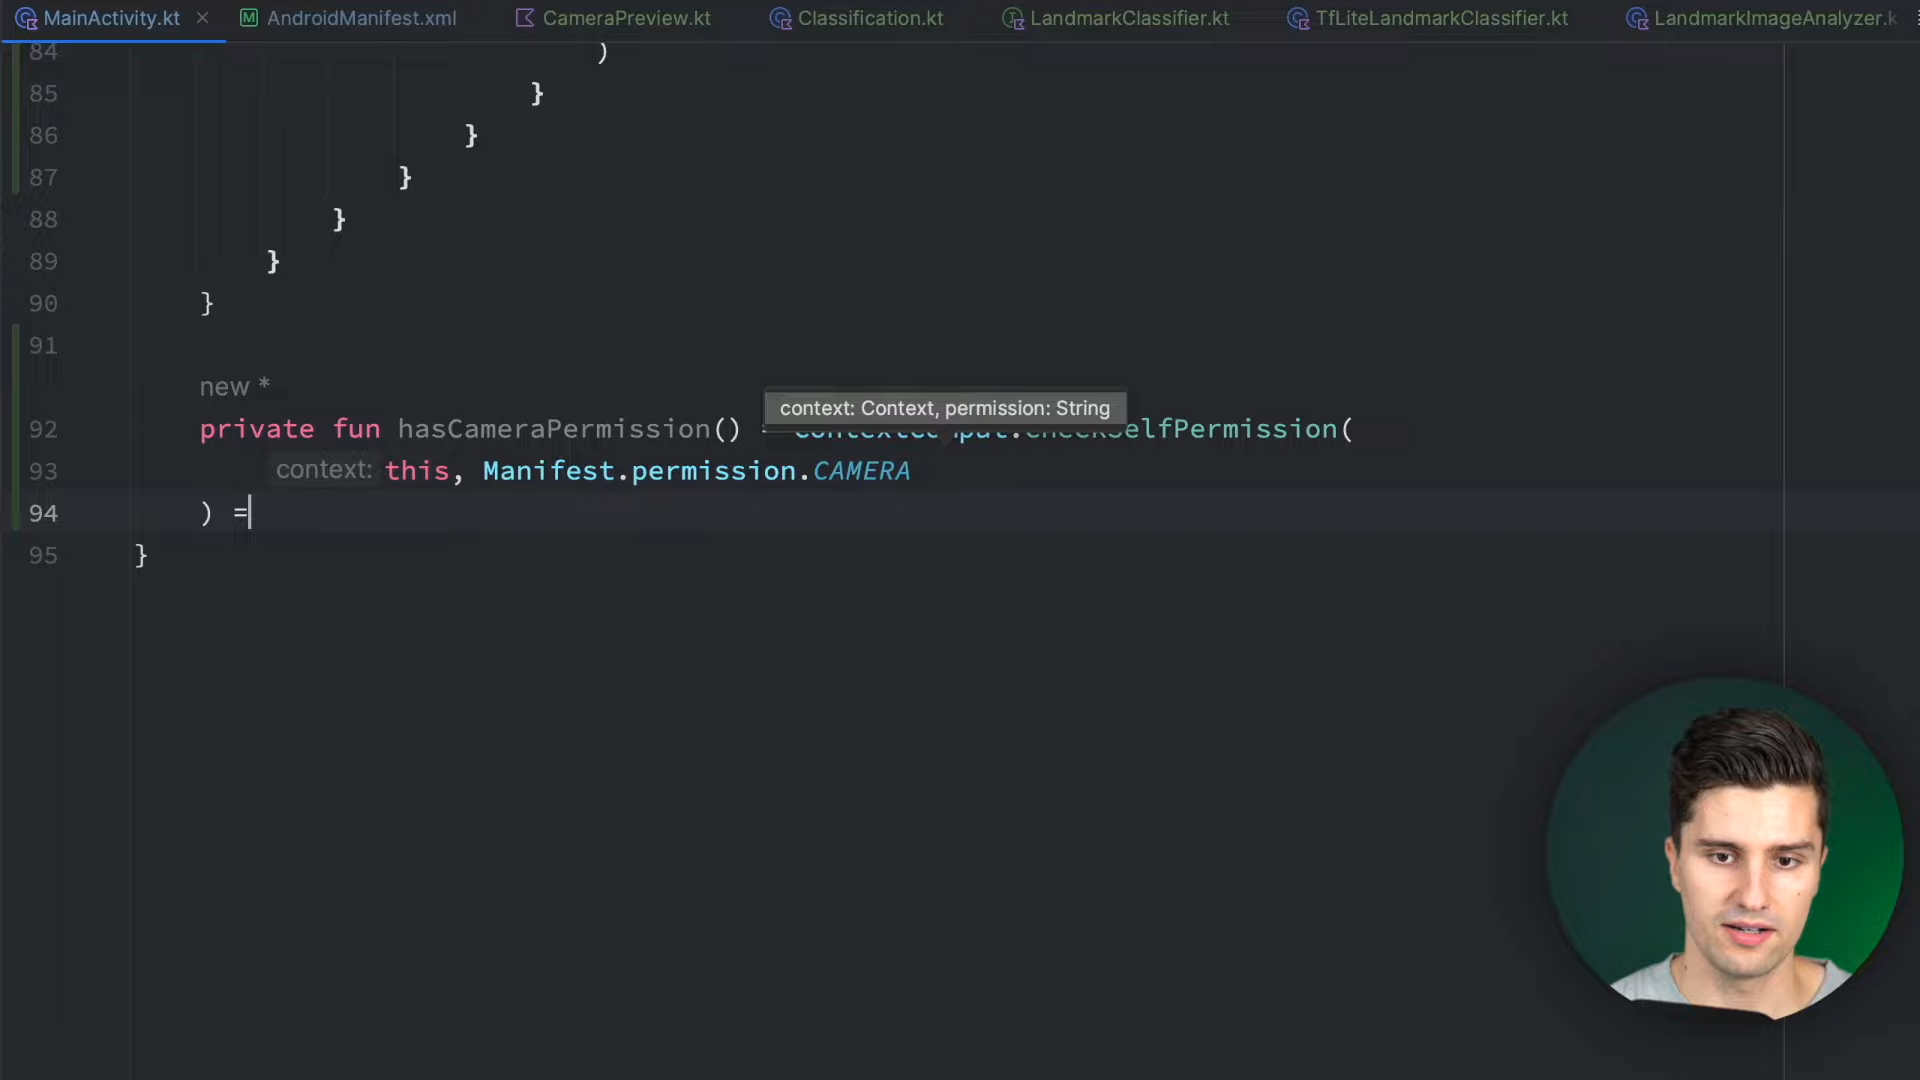 MainActivity.kt AndroidManifest.xml CameraPreview.kt Classification.kt LandmarkClassifier.kt TfLiteLandmarkClassifier.kt LandmarkImageAnalyzer.k
84 )
85 }
86 }
87 }
88 }
89 }
90 }
91
new *
context: Context, permission: String
92 private fun hasCameraPermission() = ContextCompat.checkSelfPermission(
93 context: this, Manifest.permission.CAMERA
94 ) =
95 }